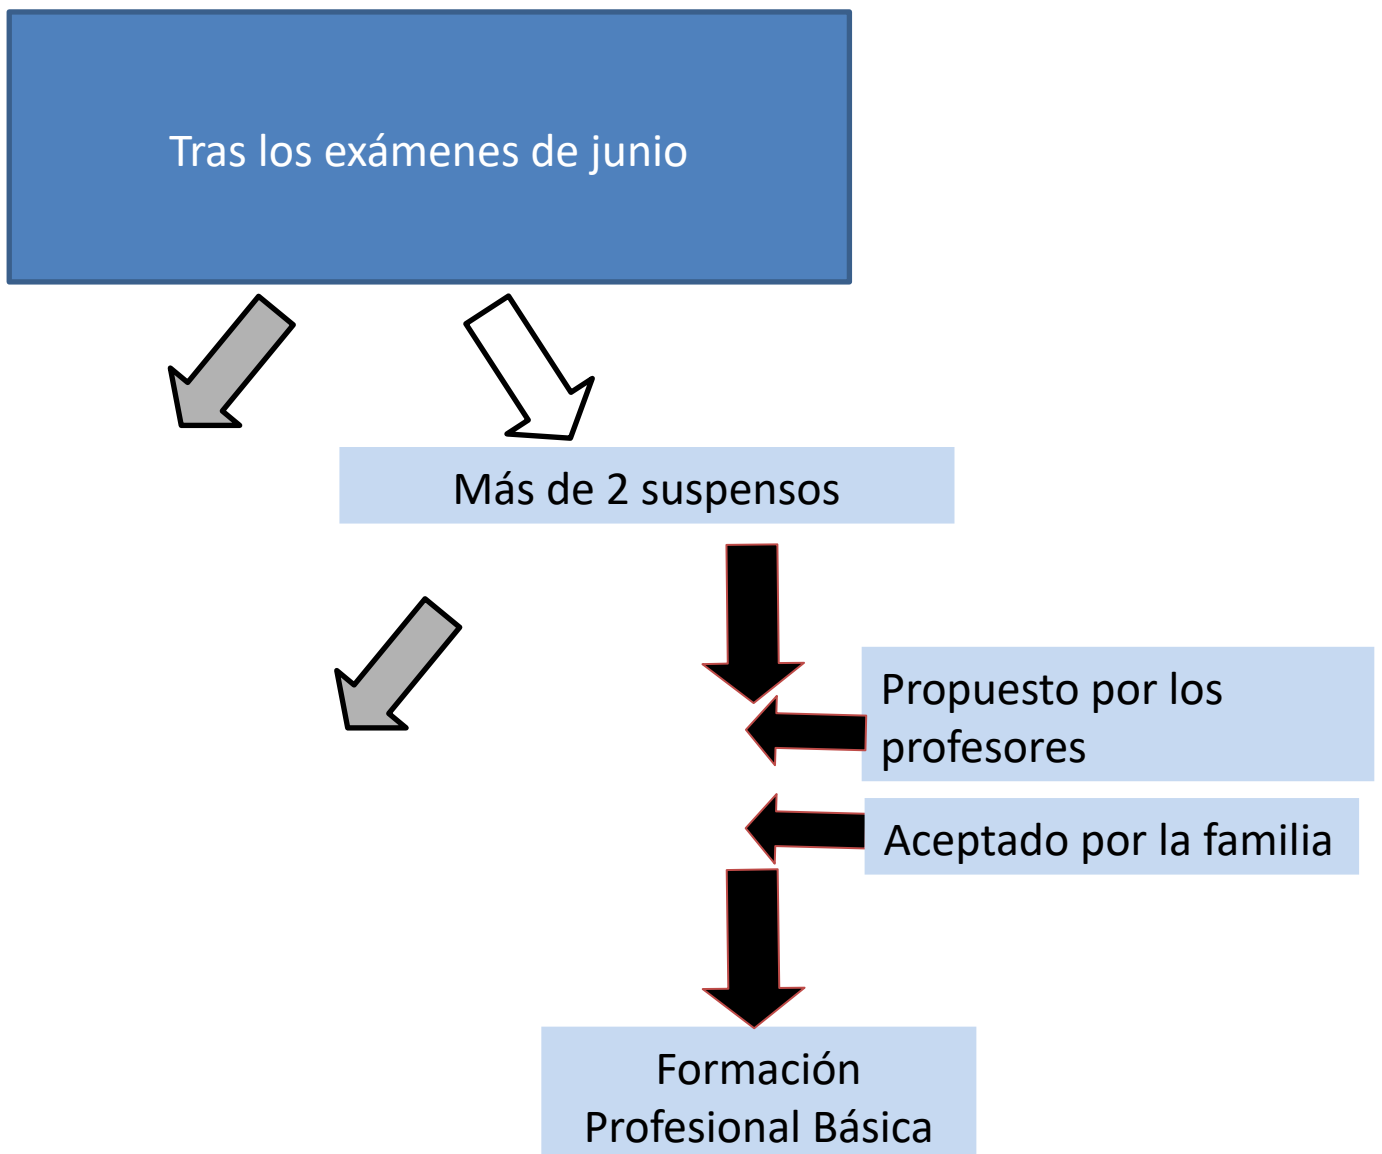 Tras los exámenes de junio
Más de 2 suspensos
Propuesto por los
profesores
Aceptado por la familia
Formación
Profesional Básica